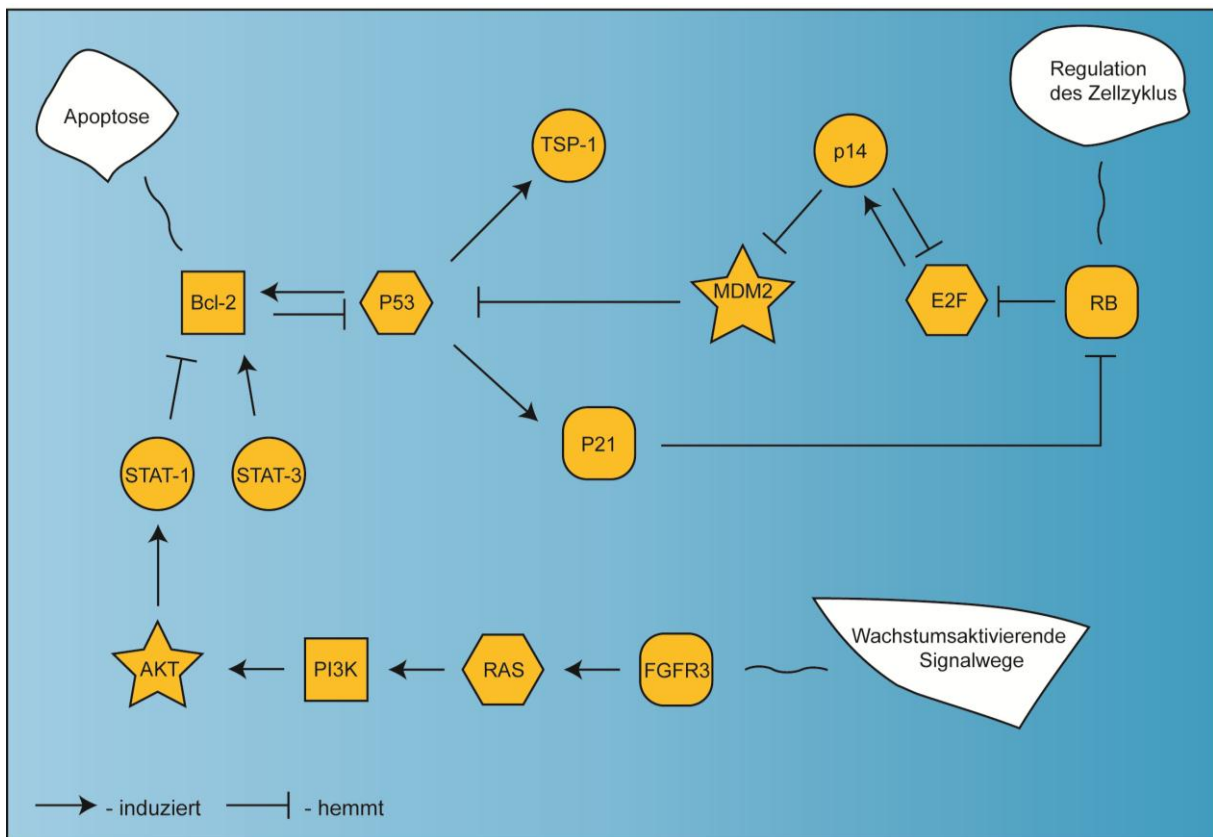 Apoptose
Regulation
des Zellzyklus
TSP-1
p14
Bcl-2
P53
MDM2
E2F
RB
P21
STAT-1
STAT-3
Wachstumsaktivierende
Signalwege
AKT
PI3K
RAS
FGFR3
- induziert
- hemmt